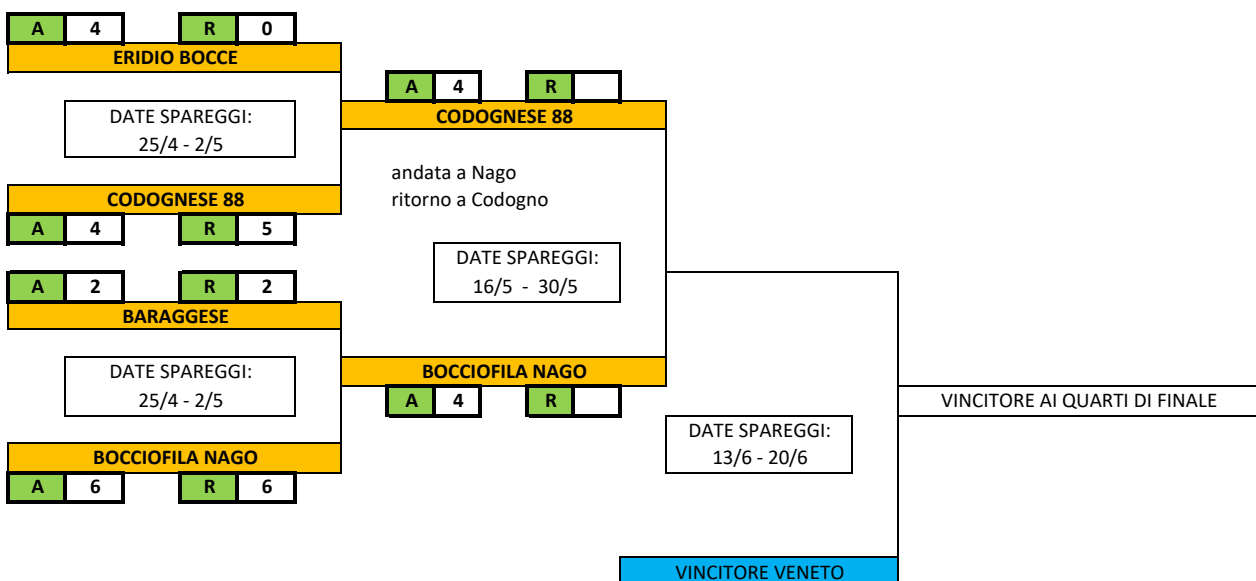 A 4 R 0
ERIDIO BOCCE
DATE SPAREGGI:
25/4 - 2/5
CODOGNESE 88
A 4 R 5
A 2 R 2
BARAGGESE
DATE SPAREGGI:
25/4 - 2/5
BOCCIOFILA NAGO
A 6 R 6
A 4 R
CODOGNESE 88
andata a Nago
ritorno a Codogno
DATE SPAREGGI:
16/5 - 30/5
BOCCIOFILA NAGO
A 4 R
DATE SPAREGGI:
13/6 - 20/6
VINCITORE VENETO
VINCITORE AI QUARTI DI FINALE